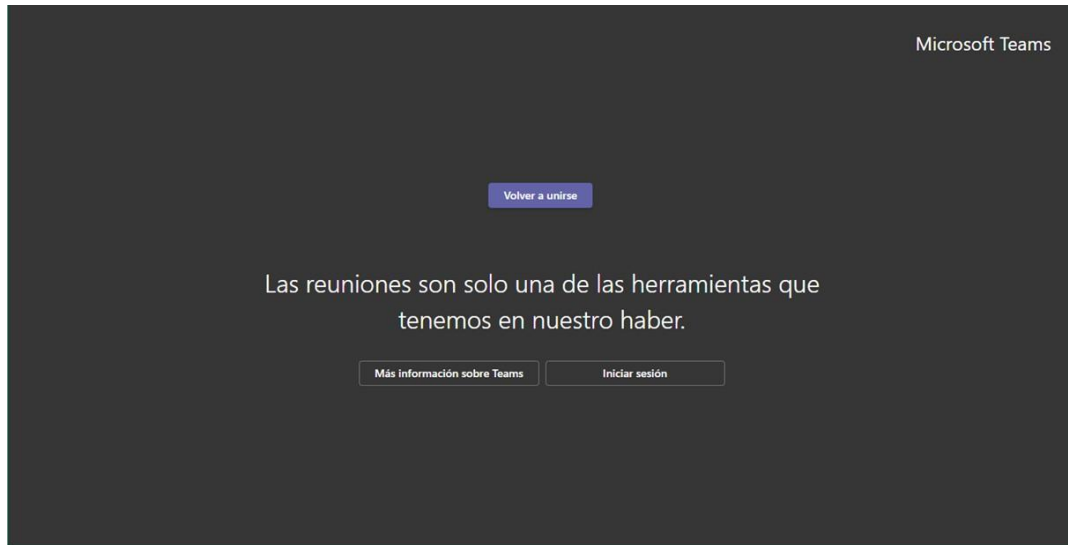 Microsoft Teams
Volver a unirse
Las reuniones son solo una de las herramientas que
tenemos en nuestro haber.
Más información sobre Teams
Iniciar sesión